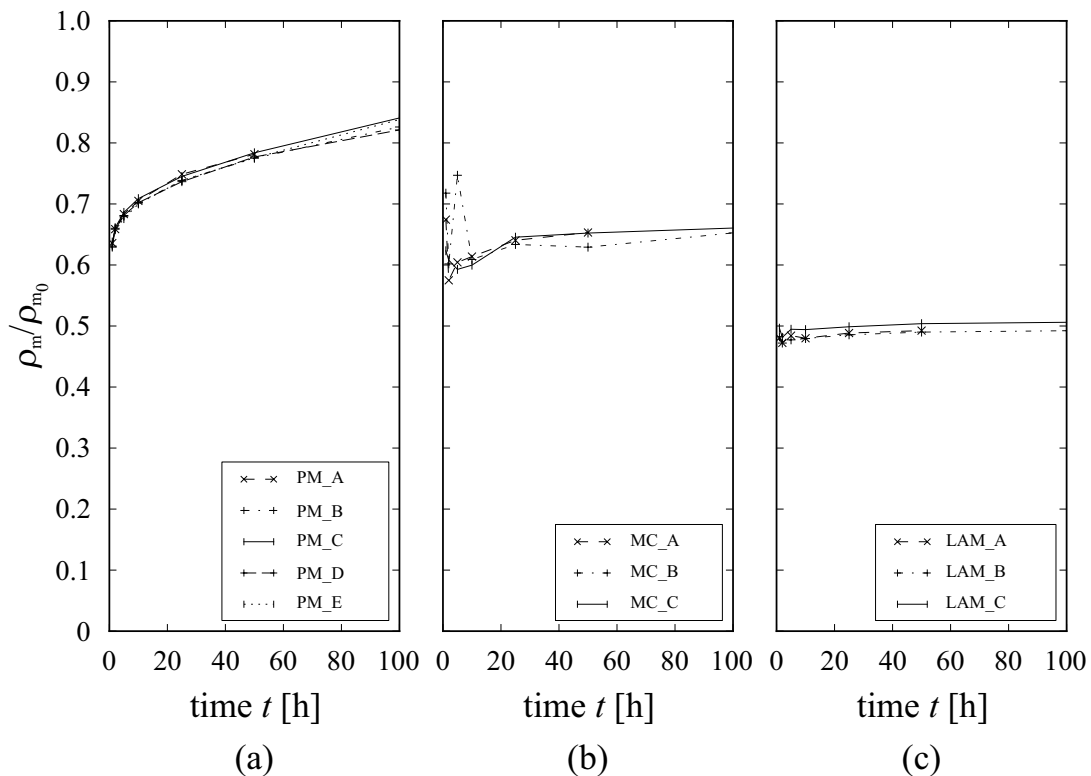 1.0
0.9
0.8
0.7
0.6
0.5
0.4
0.3
0.2
0.1
0
ρm/ρm0
PM_A
PM_B
PM_C
PM_D
PM_E
MC_A
MC_B
MC_C
LAM_A
LAM_B
LAM_C
0 20 40 60 80 100
0 20 40 60 80 100
0 20 40 60 80 100
time t [h]
time t [h]
time t [h]
(a)
(b)
(c)